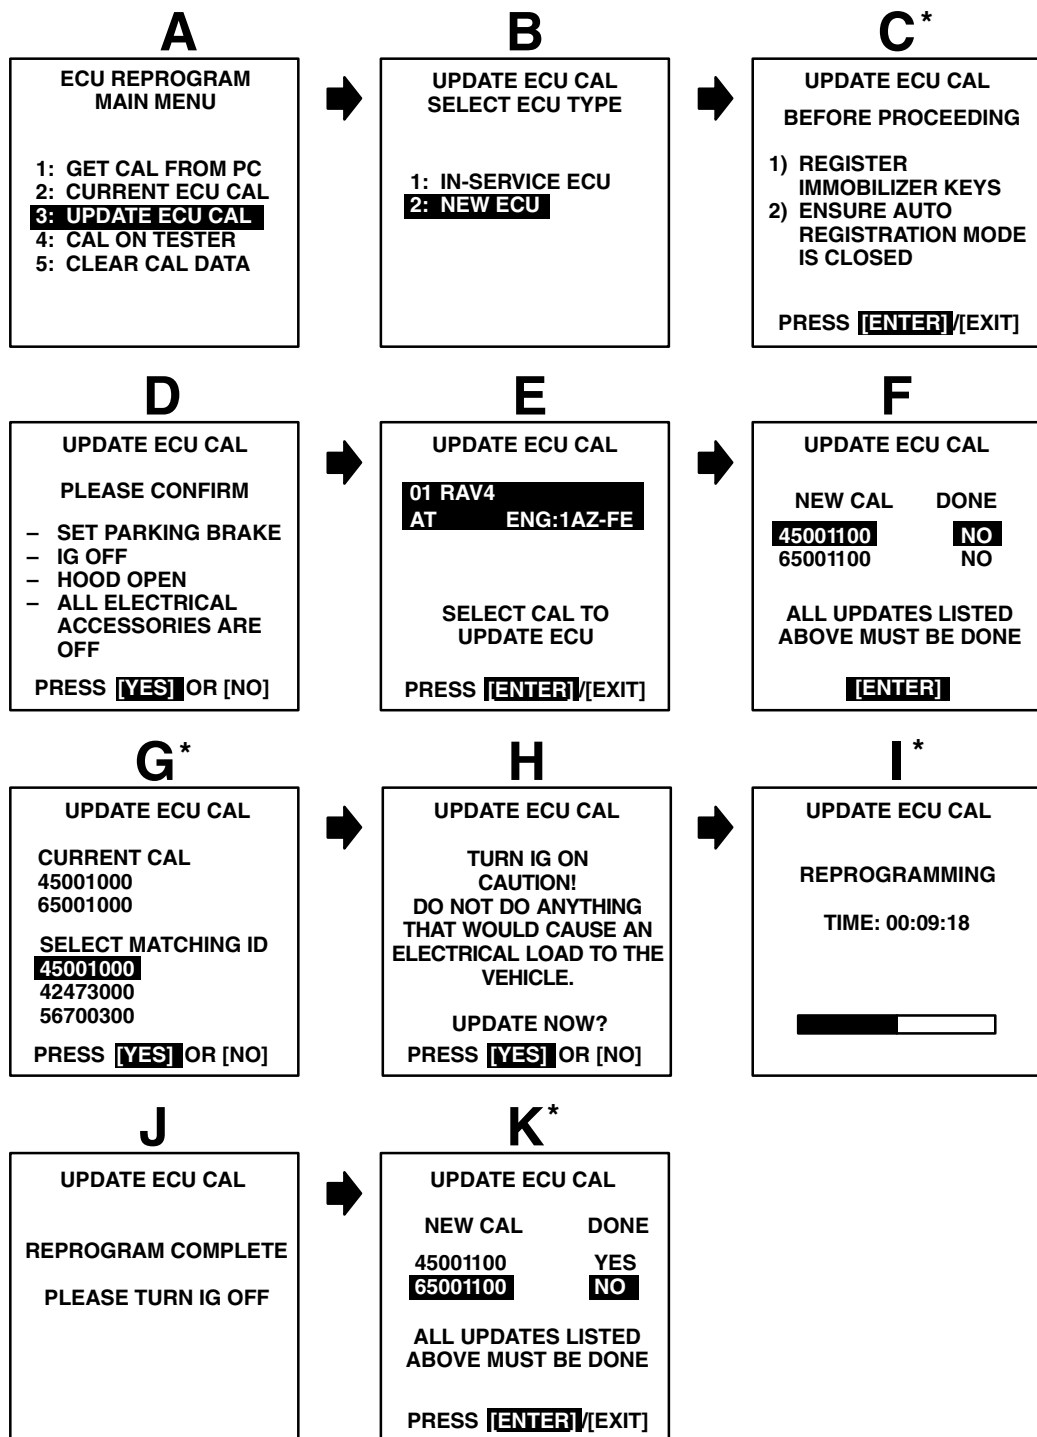 A
ECU REPROGRAM
MAIN MENU
1: GET CAL FROM PC
2: CURRENT ECU CAL
3: UPDATE ECU CAL
4: CAL ON TESTER
5: CLEAR CAL DATA
B
UPDATE ECU CAL
SELECT ECU TYPE
1: IN-SERVICE ECU
2: NEW ECU
C*
UPDATE ECU CAL
BEFORE PROCEEDING
1) REGISTER
IMMOBILIZER KEYS
2) ENSURE AUTO
REGISTRATION MODE
IS CLOSED
PRESS [ENTER]/[EXIT]
D
UPDATE ECU CAL
PLEASE CONFIRM
– SET PARKING BRAKE
– IG OFF
– HOOD OPEN
– ALL ELECTRICAL
ACCESSORIES ARE
OFF
PRESS [YES] OR [NO]
E
UPDATE ECU CAL
01 RAV4
AT ENG:1AZ-FE
SELECT CAL TO
UPDATE ECU
PRESS [ENTER]/[EXIT]
F
UPDATE ECU CAL
NEW CAL DONE
45001100 NO
65001100 NO
ALL UPDATES LISTED
ABOVE MUST BE DONE
[ENTER]
G*
UPDATE ECU CAL
CURRENT CAL
45001000
65001000
SELECT MATCHING ID
45001000
42473000
56700300
PRESS [YES] OR [NO]
H
UPDATE ECU CAL
TURN IG ON
CAUTION!
DO NOT DO ANYTHING
THAT WOULD CAUSE AN
ELECTRICAL LOAD TO THE
VEHICLE.
UPDATE NOW?
PRESS [YES] OR [NO]
I*
UPDATE ECU CAL
REPROGRAMMING
TIME: 00:09:18
J
UPDATE ECU CAL
REPROGRAM COMPLETE
PLEASE TURN IG OFF
K*
UPDATE ECU CAL
NEW CAL DONE
45001100 YES
65001100 NO
ALL UPDATES LISTED
ABOVE MUST BE DONE
PRESS [ENTER]/[EXIT]